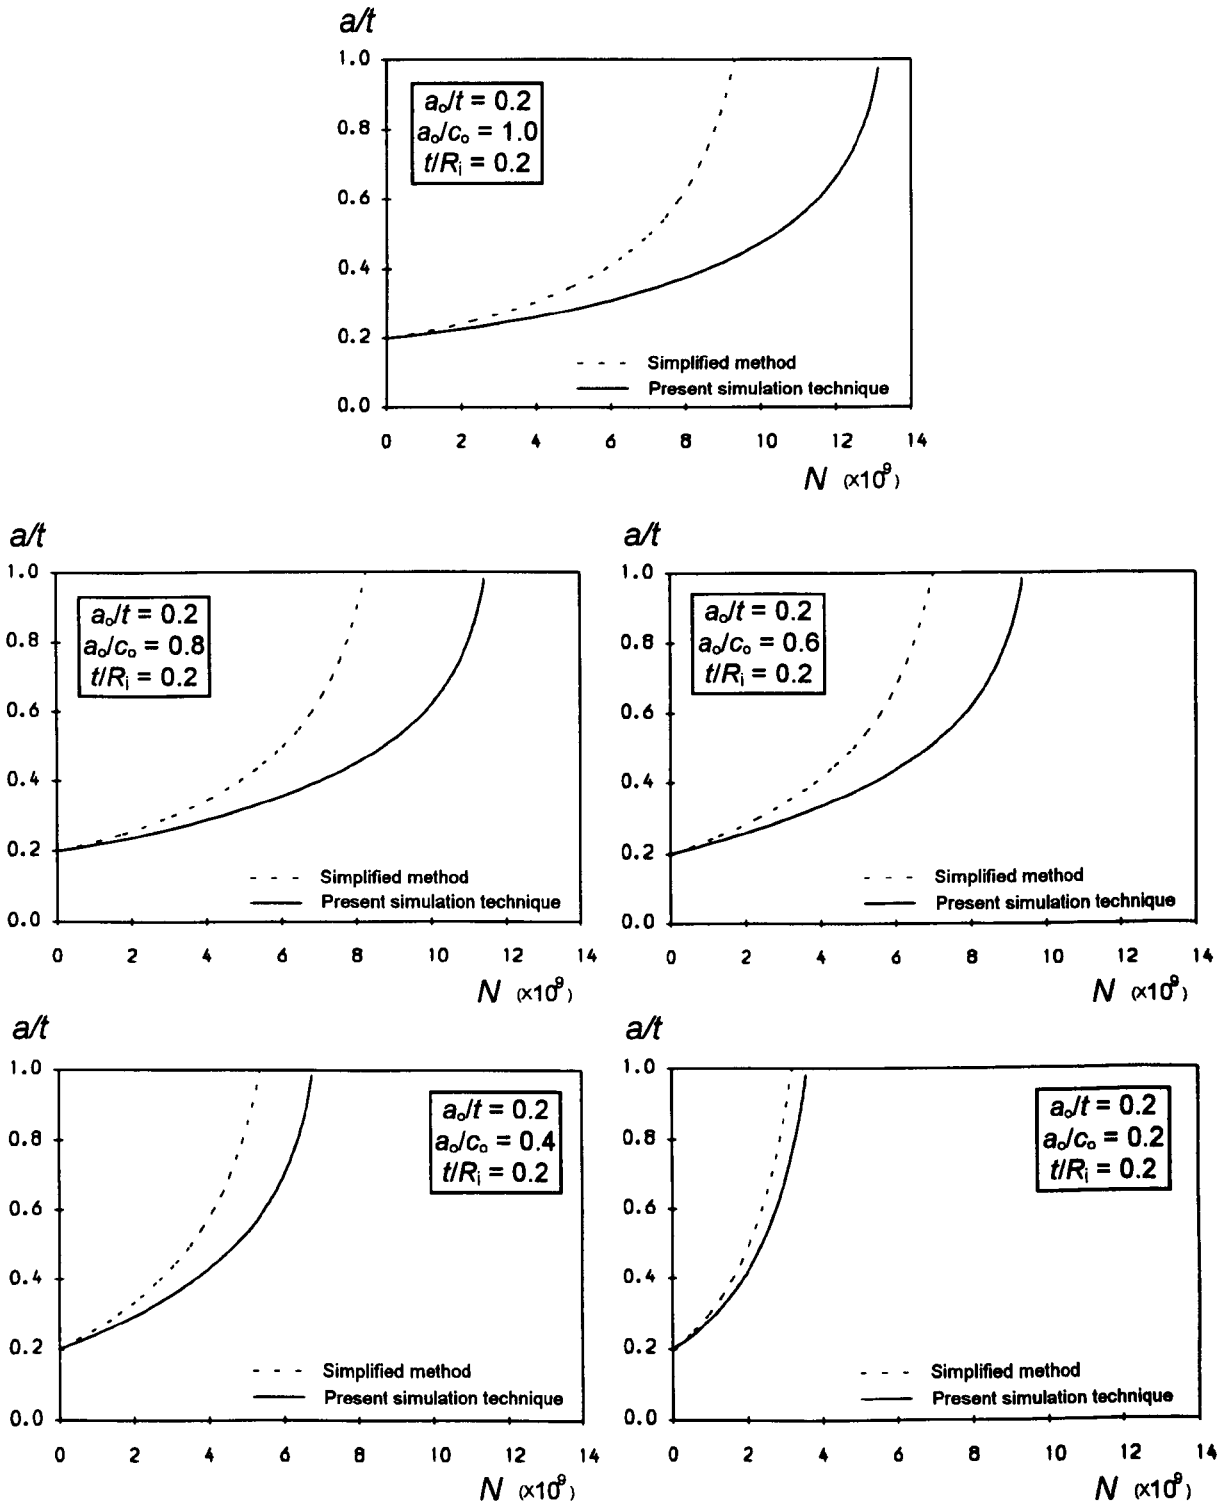 a/t
1.0
aₒ/t = 0.2
0.8
aₒ/cₒ = 1.0
t/Rᵢ = 0.2
0.6
0.4
0.2
- - - Simplified method
Present simulation technique
0.0
0 2 4 6 8 10 12 14
N (×10⁹)
a/t
1.0
aₒ/t = 0.2
0.8
aₒ/cₒ = 0.8
t/Rᵢ = 0.2
0.6
0.4
0.2
- - - Simplified method
Present simulation technique
0.0
0 2 4 6 8 10 12 14
N (×10⁹)
a/t
1.0
aₒ/t = 0.2
0.8
aₒ/cₒ = 0.6
t/Rᵢ = 0.2
0.6
0.4
0.2
- - - Simplified method
Present simulation technique
0.0
0 2 4 6 8 10 12 14
N (×10⁹)
a/t
1.0
aₒ/t = 0.2
0.8
aₒ/cₒ = 0.4
t/Rᵢ = 0.2
0.6
0.4
0.2
- - - Simplified method
Present simulation technique
0.0
0 2 4 6 8 10 12 14
N (×10⁹)
a/t
1.0
aₒ/t = 0.2
0.8
aₒ/cₒ = 0.2
t/Rᵢ = 0.2
0.6
0.4
0.2
- - - Simplified method
Present simulation technique
0.0
0 2 4 6 8 10 12 14
N (×10⁹)